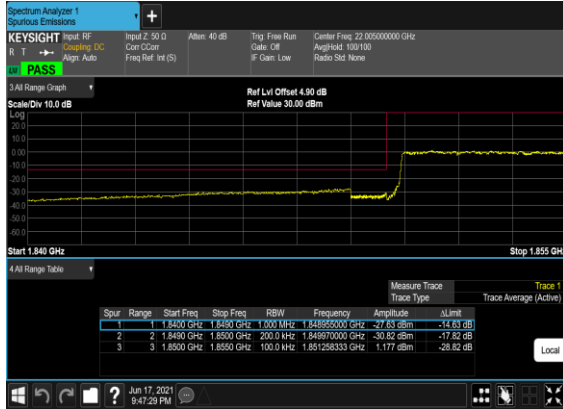 Spectrum Analyzer 1
Spurious Emissions
+
KEYSIGHT Input: RF Input Z: 50 Ω Atten: 40 dB Trig: Free Run Center Freq: 22.005000000 GHz
R T Coupling: DC Corr CCorr Gate: Off Avg|Hold: 100/100
Align: Auto Freq Ref: Int (S) IF Gain: Low Radio Std: None
PASS
3 All Range Graph Ref Lvl Offset 4.90 dB
Scale/Div 10.0 dB Ref Value 30.00 dBm
Log
20.0
10.0
0.00
-10.0
-20.0
-30.0
-40.0
-50.0
-60.0
Start 1.840 GHz Stop 1.855 GH
4 All Range Table
Measure Trace Trace 1
Trace Type Trace Average (Active)
Spur Range Start Freq Stop Freq RBW Frequency Amplitude ΔLimit
1 1 1.8400 GHz 1.8490 GHz 1.000 MHz 1.848955000 GHz -27.63 dBm -14.63 dB
2 2 1.8490 GHz 1.8500 GHz 200.0 kHz 1.849970000 GHz -30.82 dBm -17.82 dB
3 3 1.8500 GHz 1.8550 GHz 100.0 kHz 1.851258333 GHz 1.177 dBm -28.82 dB
Local
? Jun 17, 2021
9:47:29 PM